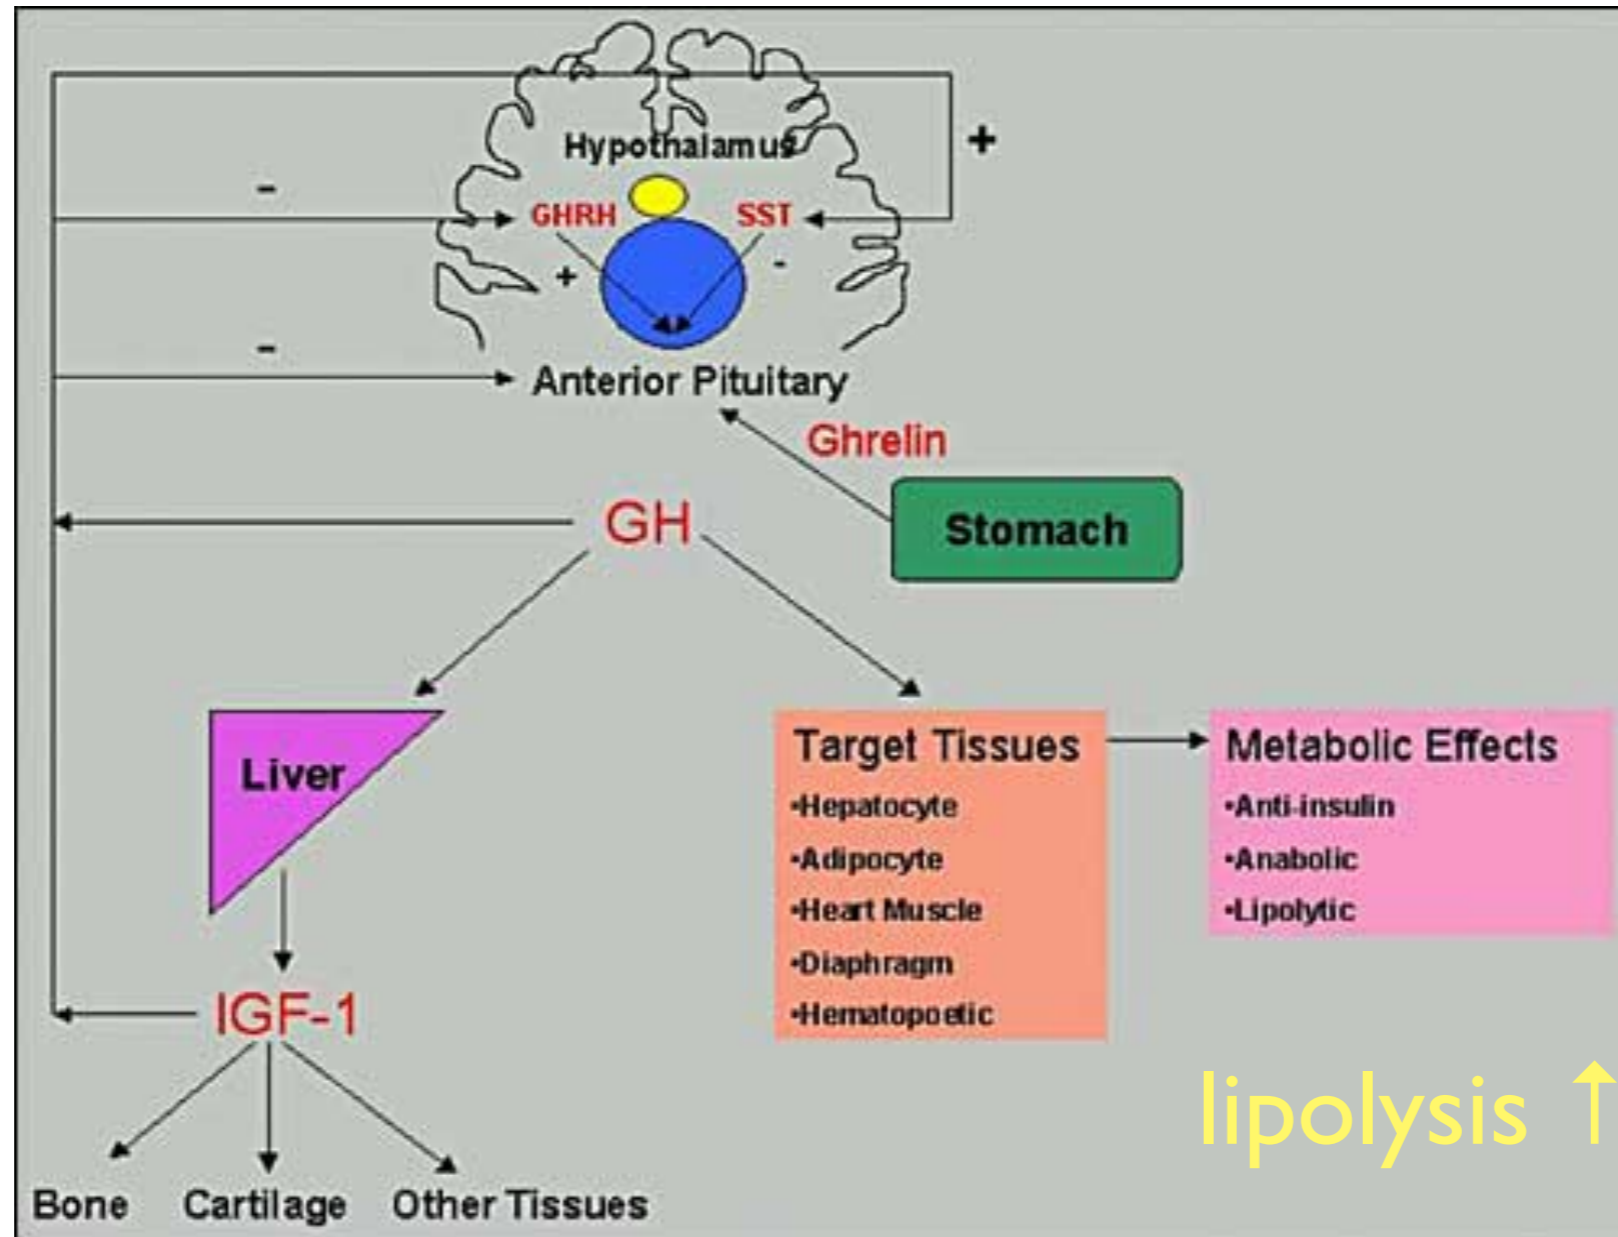 Hypothalamus
+
-
GHRH
SST
+
-
-
Anterior Pituitary
Ghrelin
GH
Stomach
Liver
Target Tissues
•Hepatocyte
•Adipocyte
•Heart Muscle
•Diaphragm
•Hematopoetic
Metabolic Effects
•Anti-insulin
•Anabolic
•Lipolytic
IGF-1
lipolysis ↑
Bone
Cartilage
Other Tissues